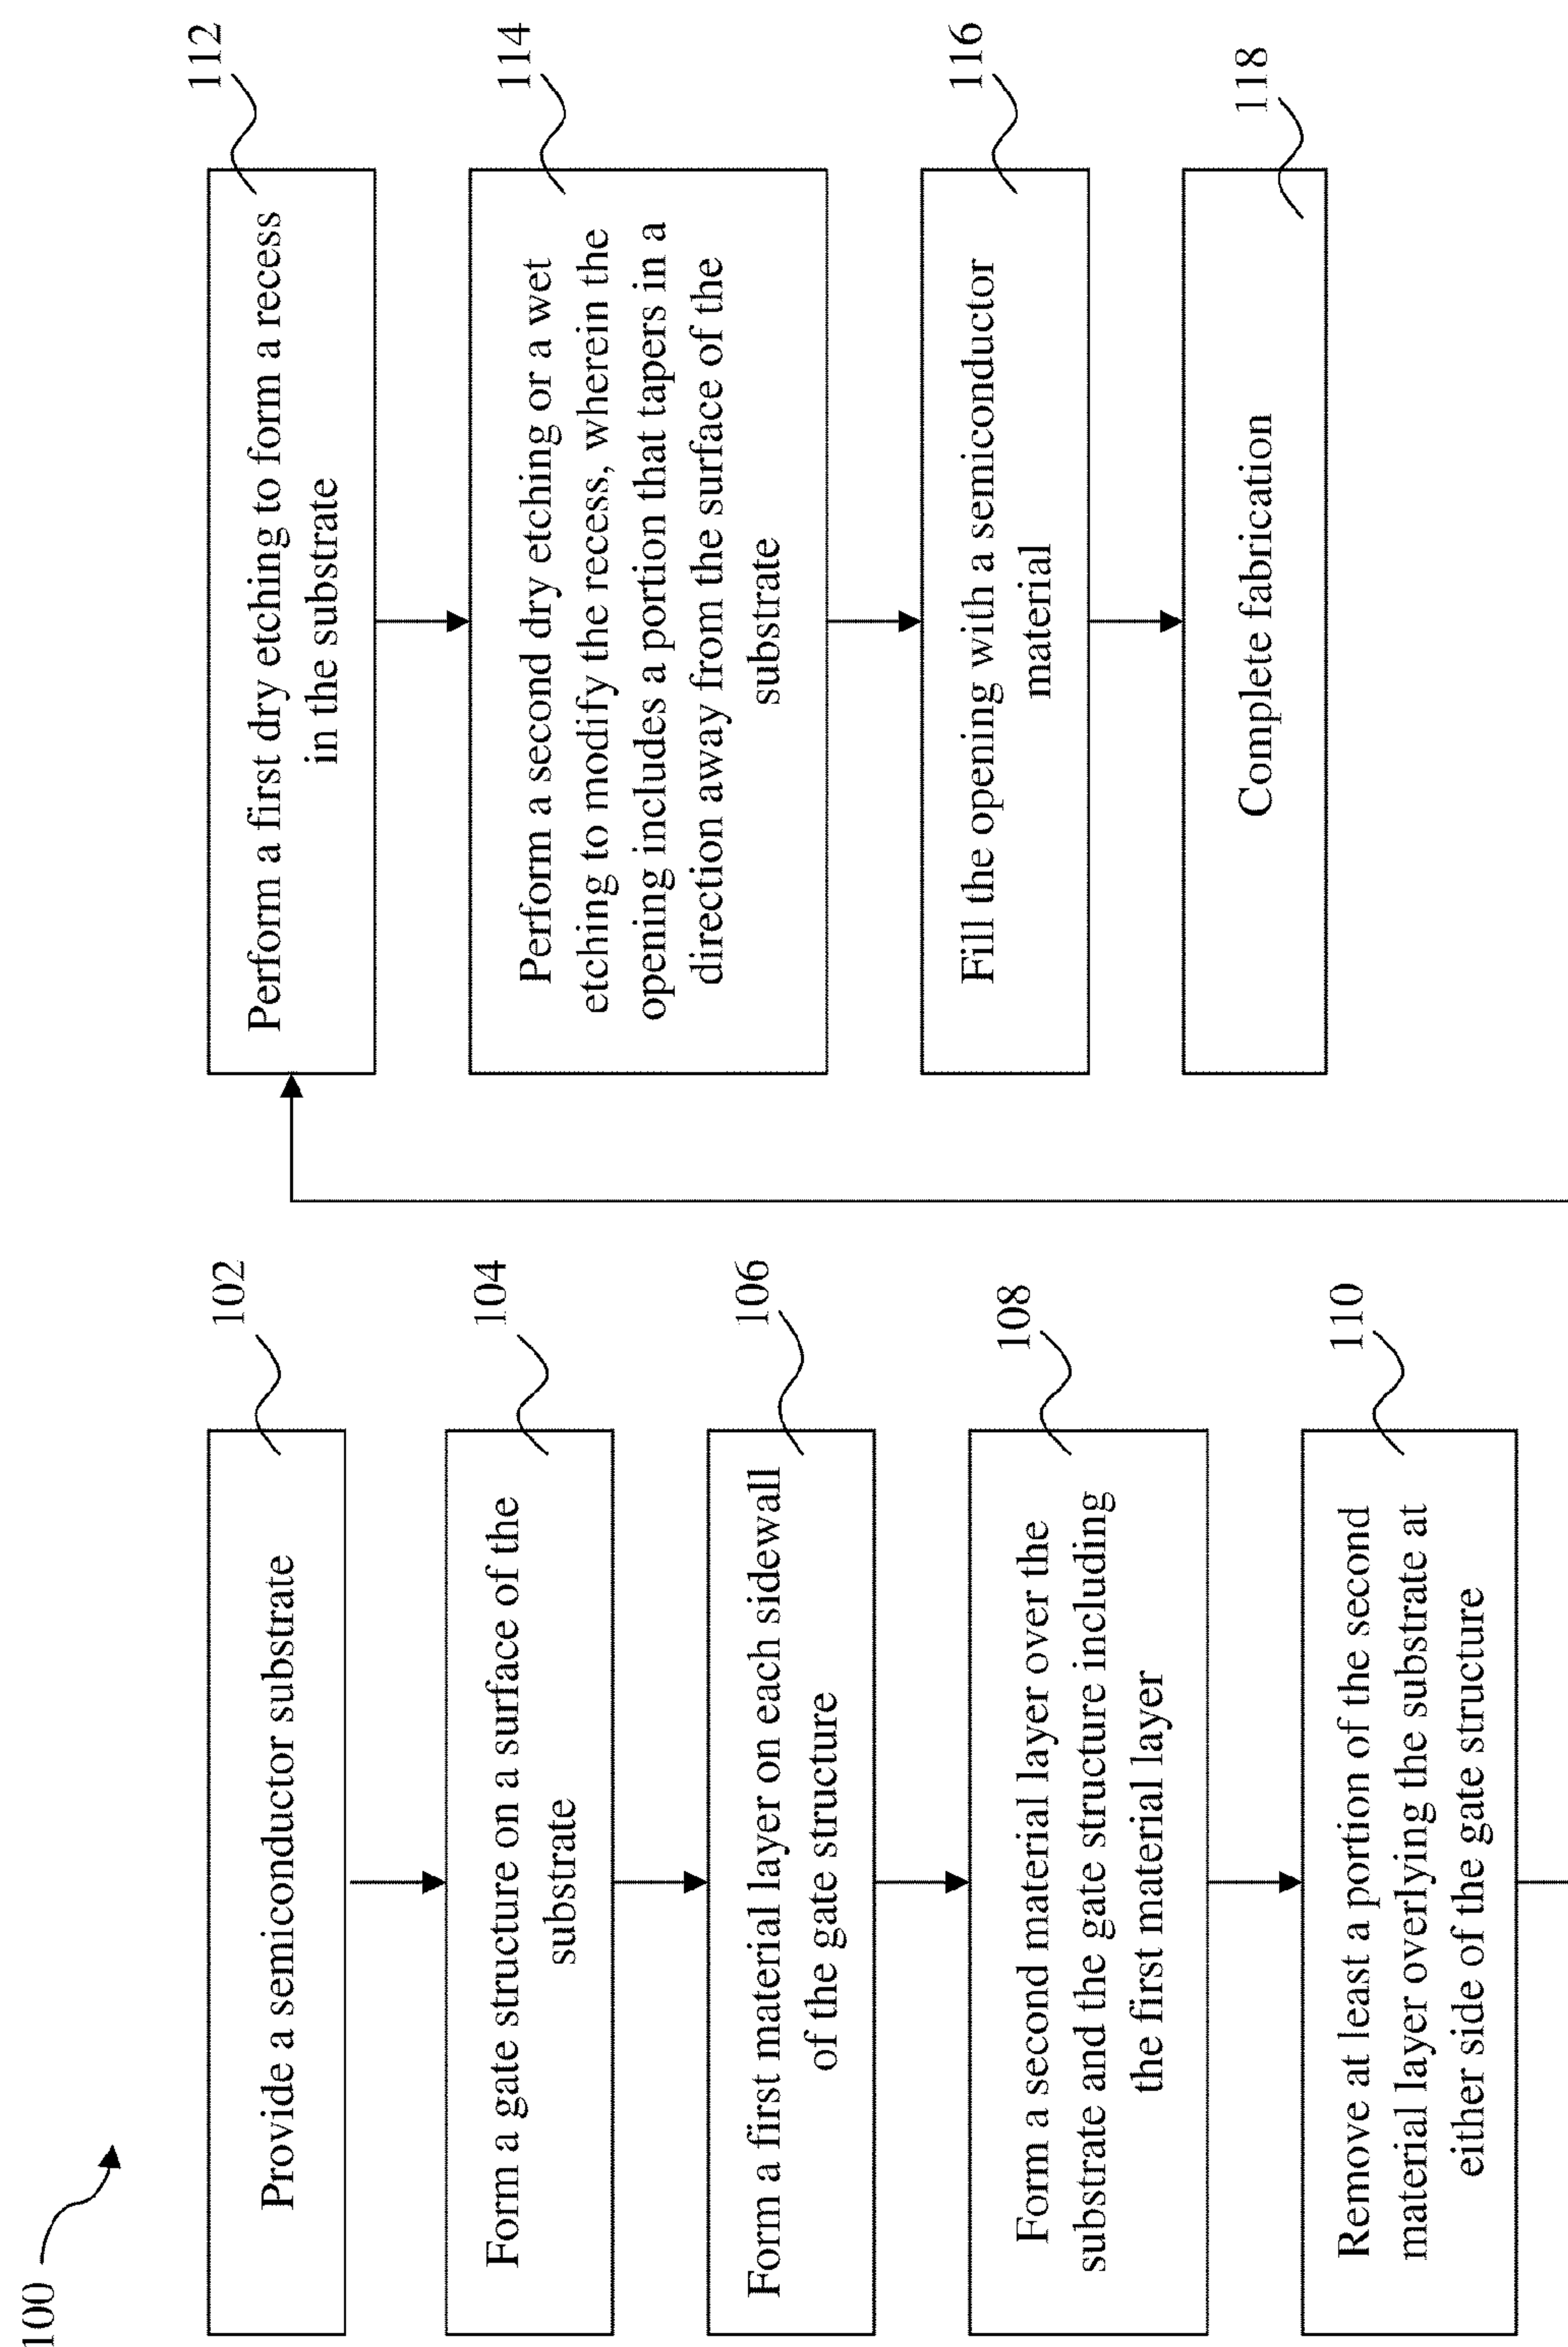 100
102
Provide a semiconductor substrate
104
Form a gate structure on a surface of the
substrate
106
Form a first material layer on each sidewall
of the gate structure
108
Form a second material layer over the
substrate and the gate structure including
the first material layer
110
Remove at least a portion of the second
material layer overlying the substrate at
either side of the gate structure
112
Perform a first dry etching to form a recess
in the substrate
114
Perform a second dry etching or a wet
etching to modify the recess, wherein the
opening includes a portion that tapers in a
direction away from the surface of the
substrate
116
Fill the opening with a semiconductor
material
118
Complete fabrication